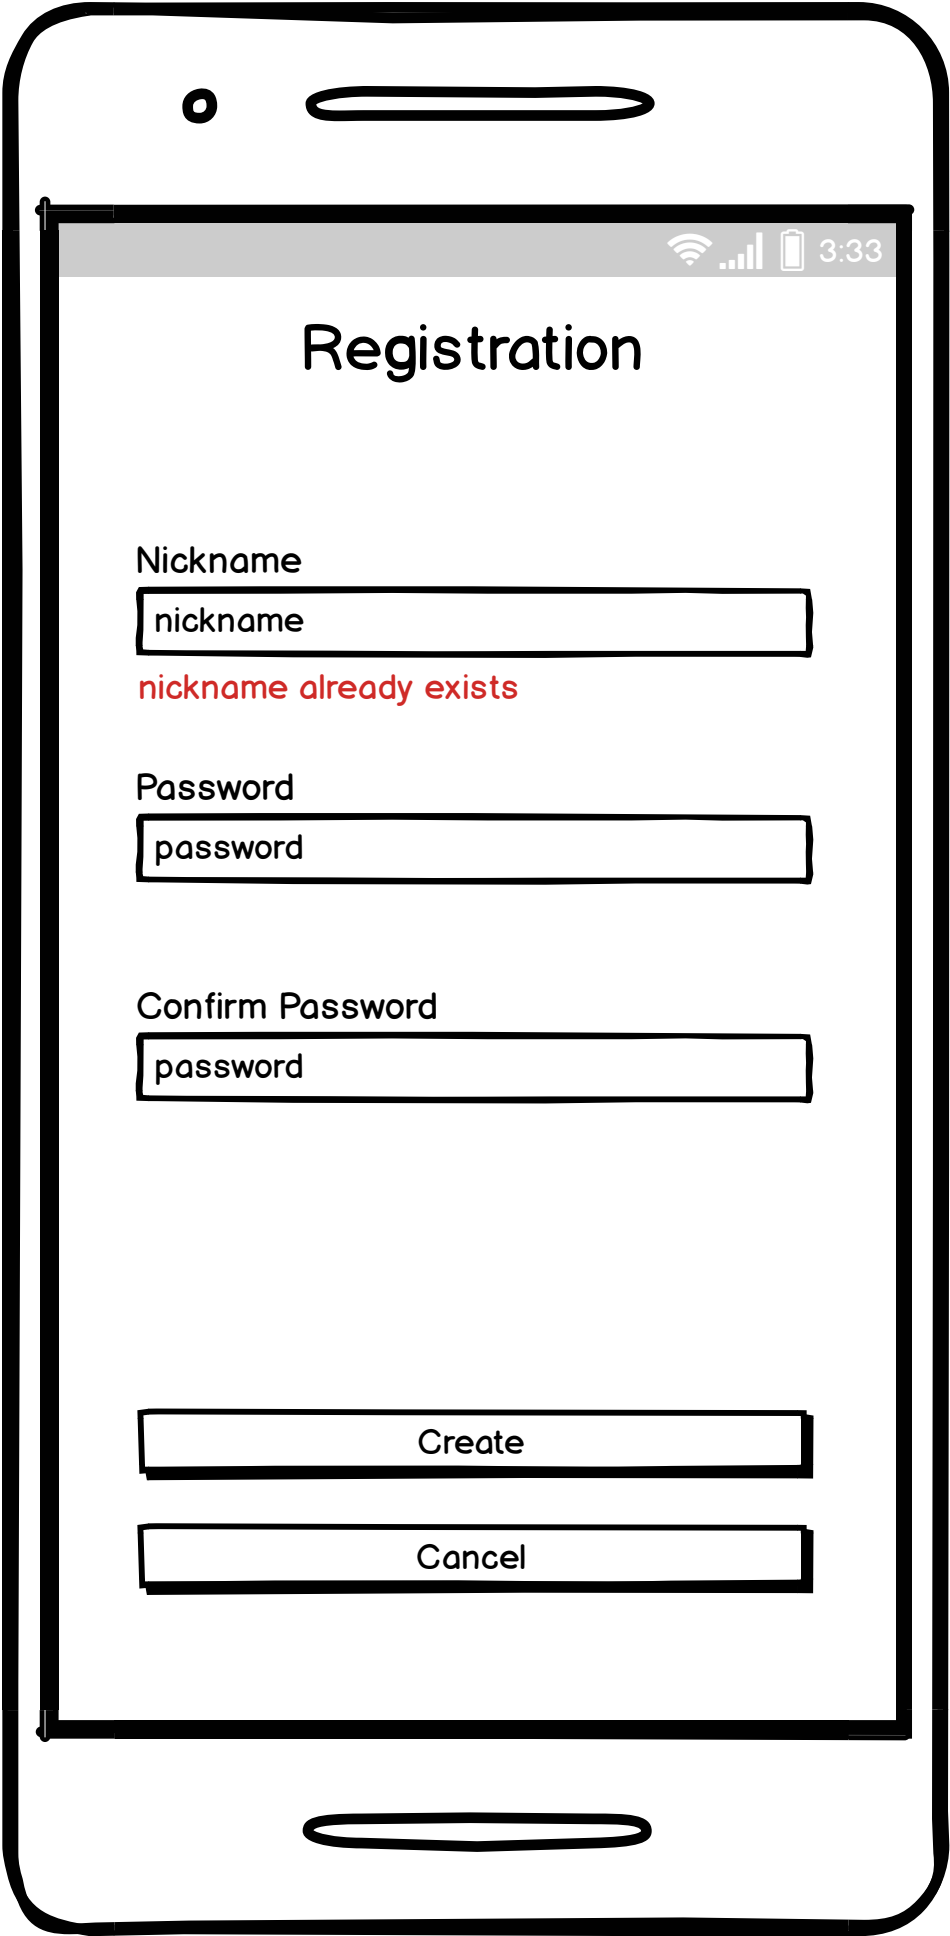 3:33
Registration
Nickname
nickname
nickname already exists
Password
password
Confirm Password
password
Create
Cancel